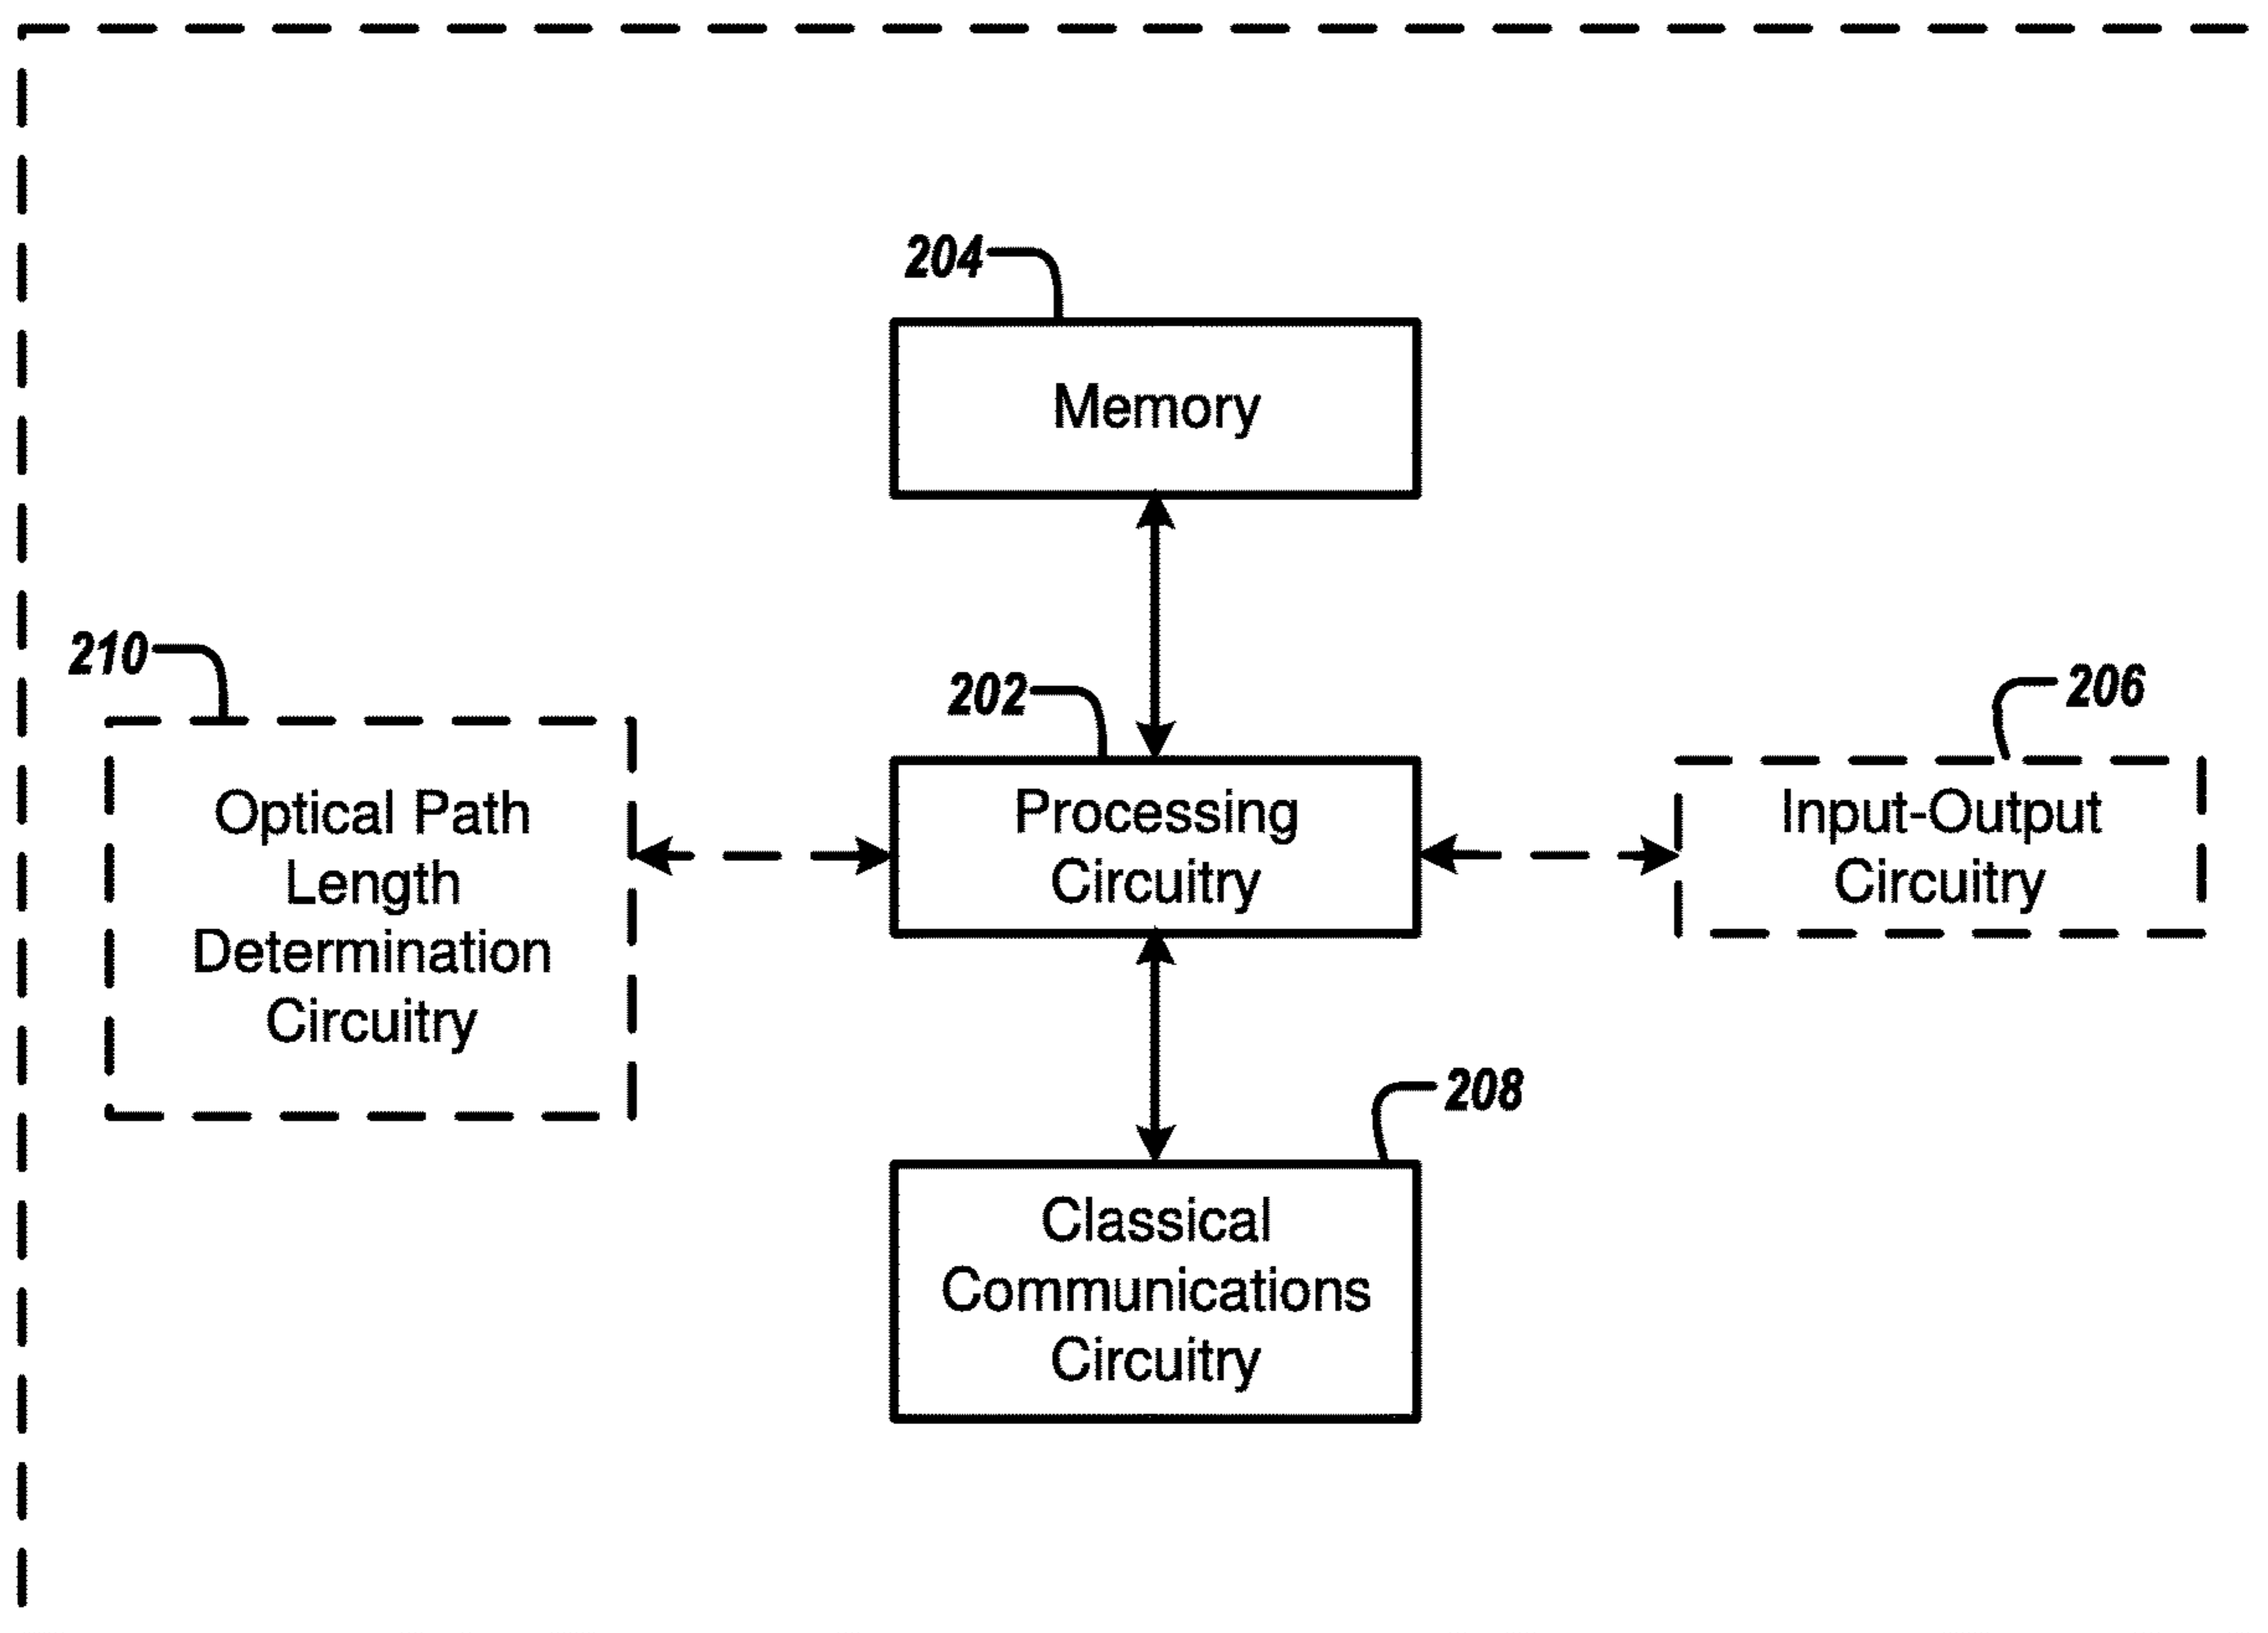 204
Memory
210
202
206
Optical Path
Length
Determination
Circuitry
Processing
Circuitry
Input-Output
Circuitry
208
Classical
Communications
Circuitry